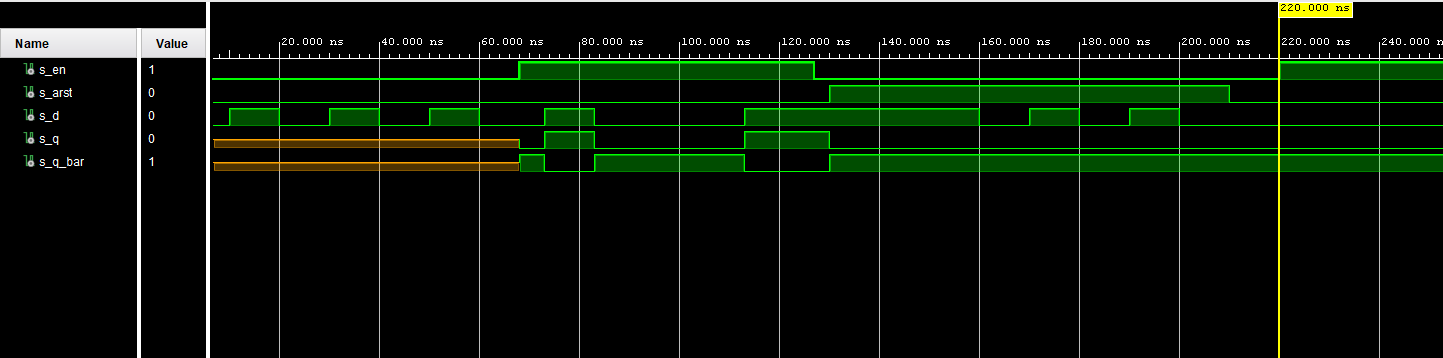 220.000 ns
Name Value
20.000 ns 40.000 ns 60.000 ns 80.000 ns 100.000 ns 120.000 ns 140.000 ns 160.000 ns 180.000 ns 200.000 ns 220.000 ns 240.000 ns
s_en 1
s_arst 0
s_d 0
s_q 0
s_q_bar 1